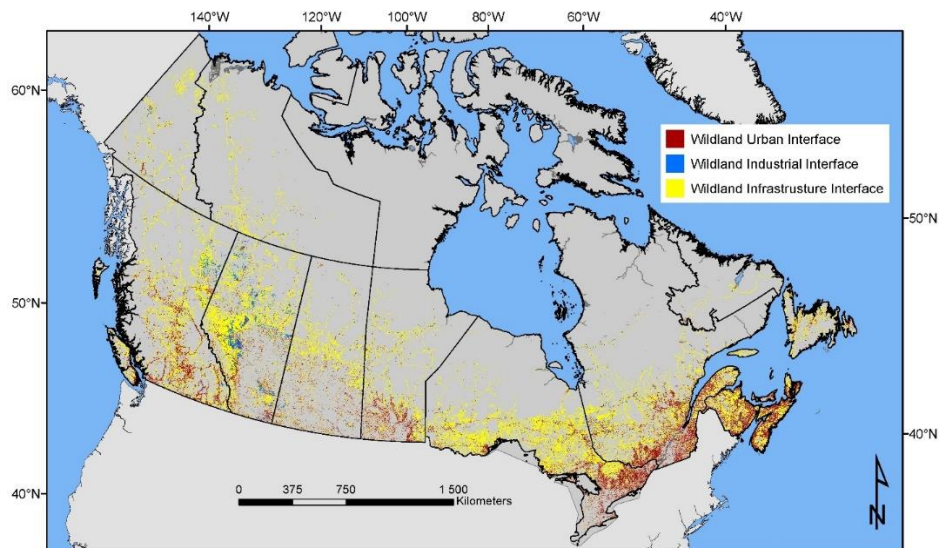 140°W 120°W 100°W 80°W 60°W 40°W
60°N
Wildland Urban Interface
Wildland Industrial Interface
Wildland Infrastrusture Interface
50°N
50°N
40°N
40°N
0 375 750 1 500
Kilometers
N